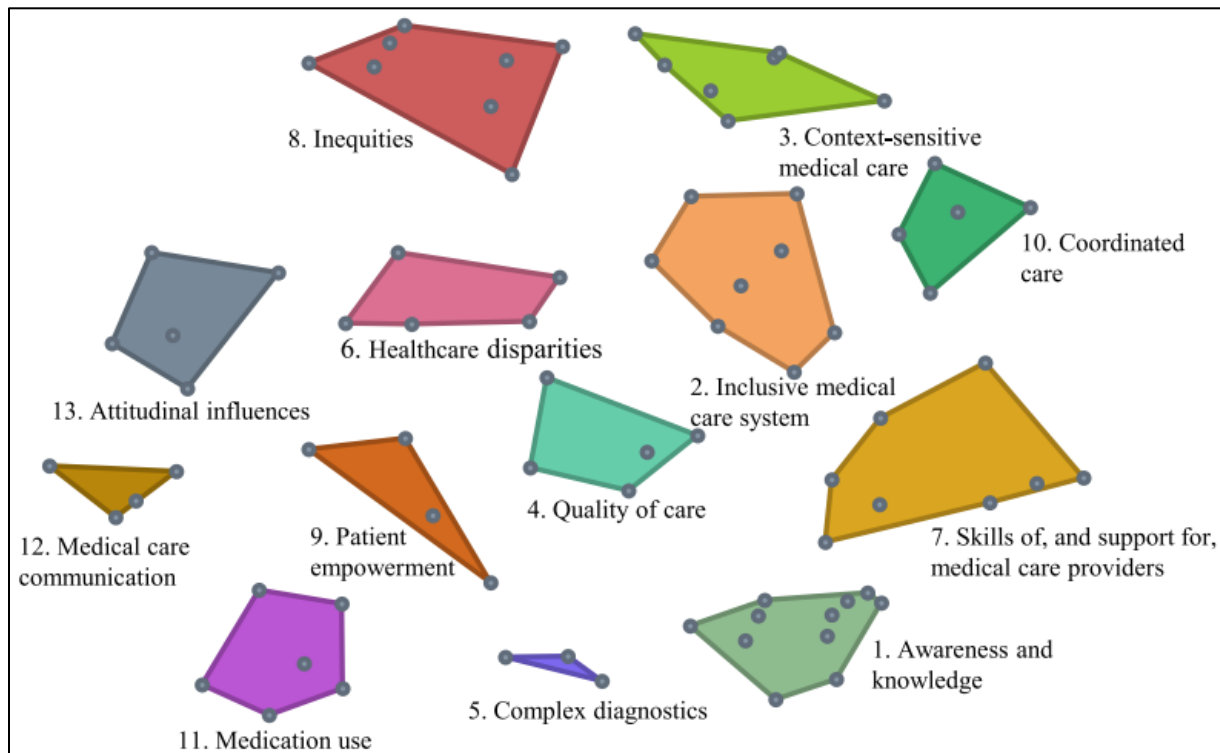 8. Inequities
3. Context-sensitive
medical care
10. Coordinated
care
6. Healthcare disparities
13. Attitudinal influences
2. Inclusive medical
care system
4. Quality of care
12. Medical care
communication
9. Patient
empowerment
7. Skills of, and support for,
medical care providers
1. Awareness and
knowledge
5. Complex diagnostics
11. Medication use